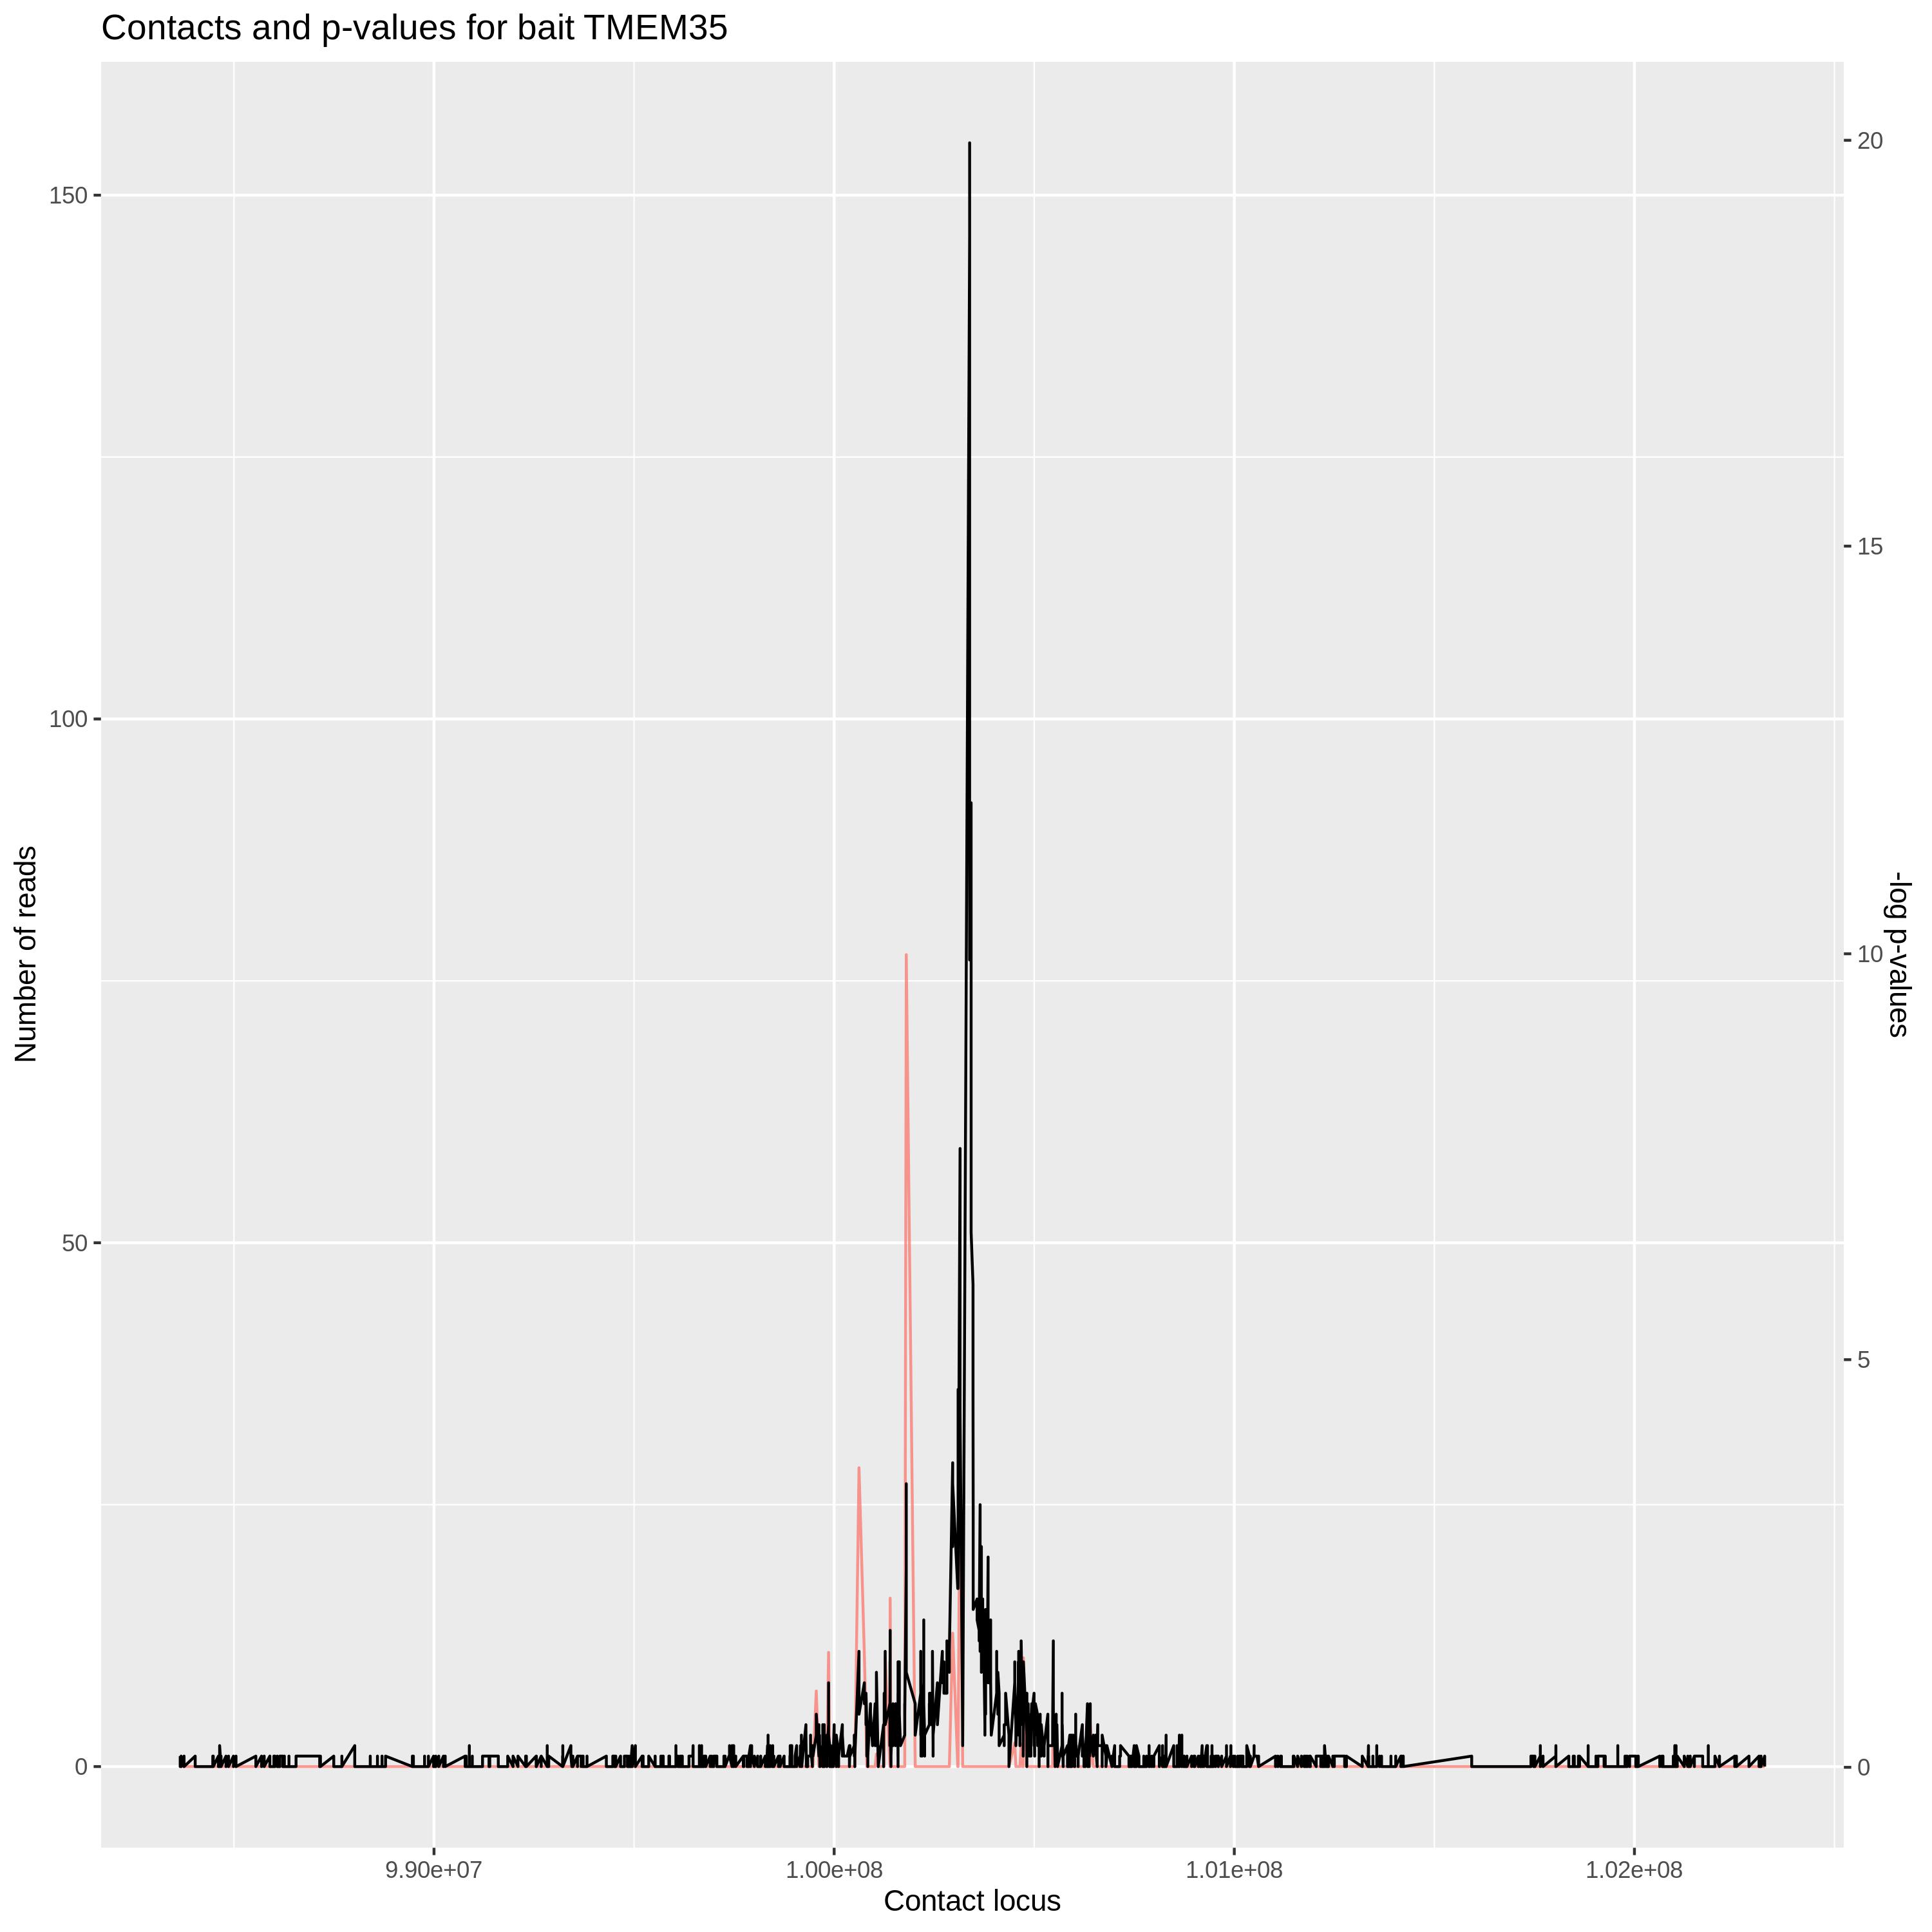 Contacts and p-values for bait TMEM35
150
100
50
0
Number of reads
20
15
10
5
0
-log p-values
9.90e+07
1.00e+08
1.01e+08
1.02e+08
Contact locus